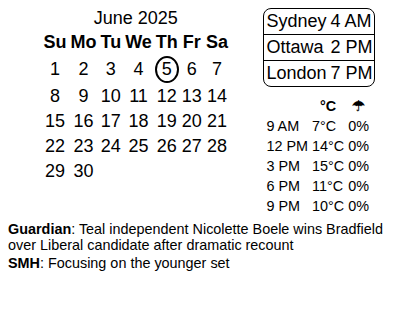 June 2025
Su Mo Tu We Th Fr Sa
1 2 3 4 5 6 7
8 9 10 11 12 13 14
15 16 17 18 19 20 21
22 23 24 25 26 27 28
29 30
Sydney 4 AM
Ottawa 2 PM
London 7 PM
°C ☂
9 AM 7°C 0%
12 PM 14°C 0%
3 PM 15°C 0%
6 PM 11°C 0%
9 PM 10°C 0%
Guardian: Teal independent Nicolette Boele wins Bradfield
over Liberal candidate after dramatic recount
SMH: Focusing on the younger set